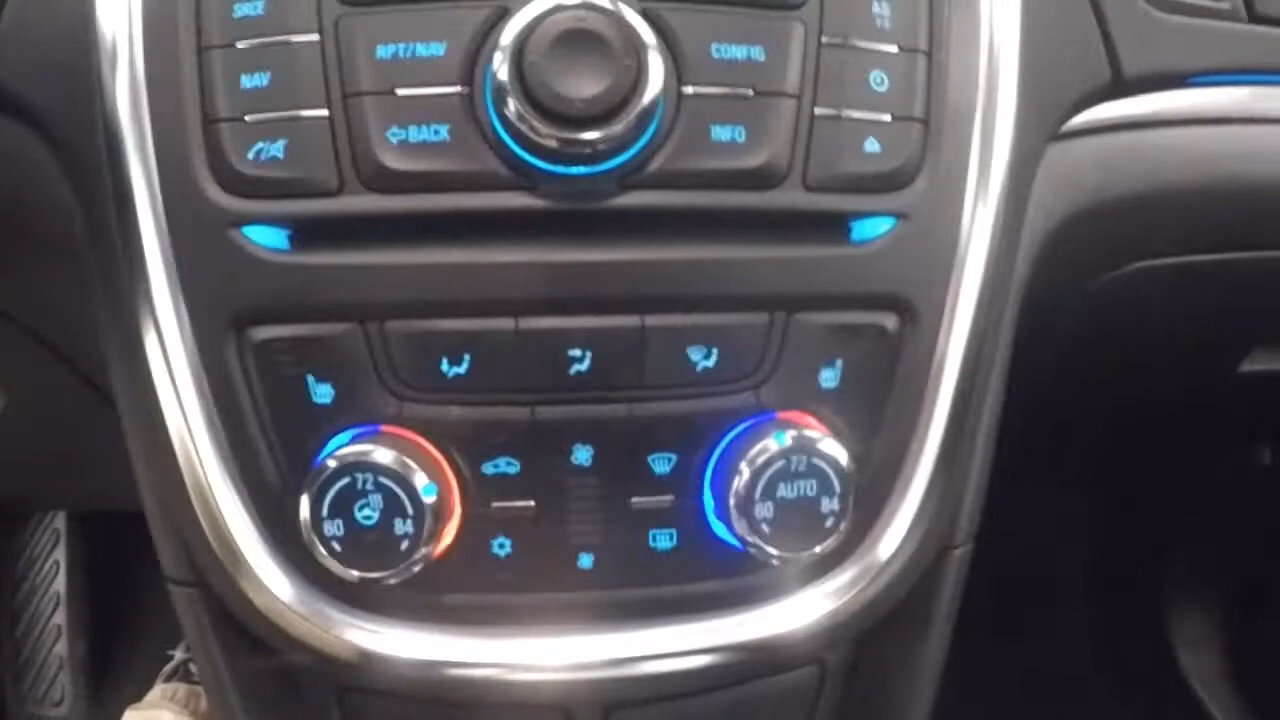 SRCE
RPT/NAV
CONFIG
NAV
BACK
INFO
72
60
84
72
AUTO
60
84